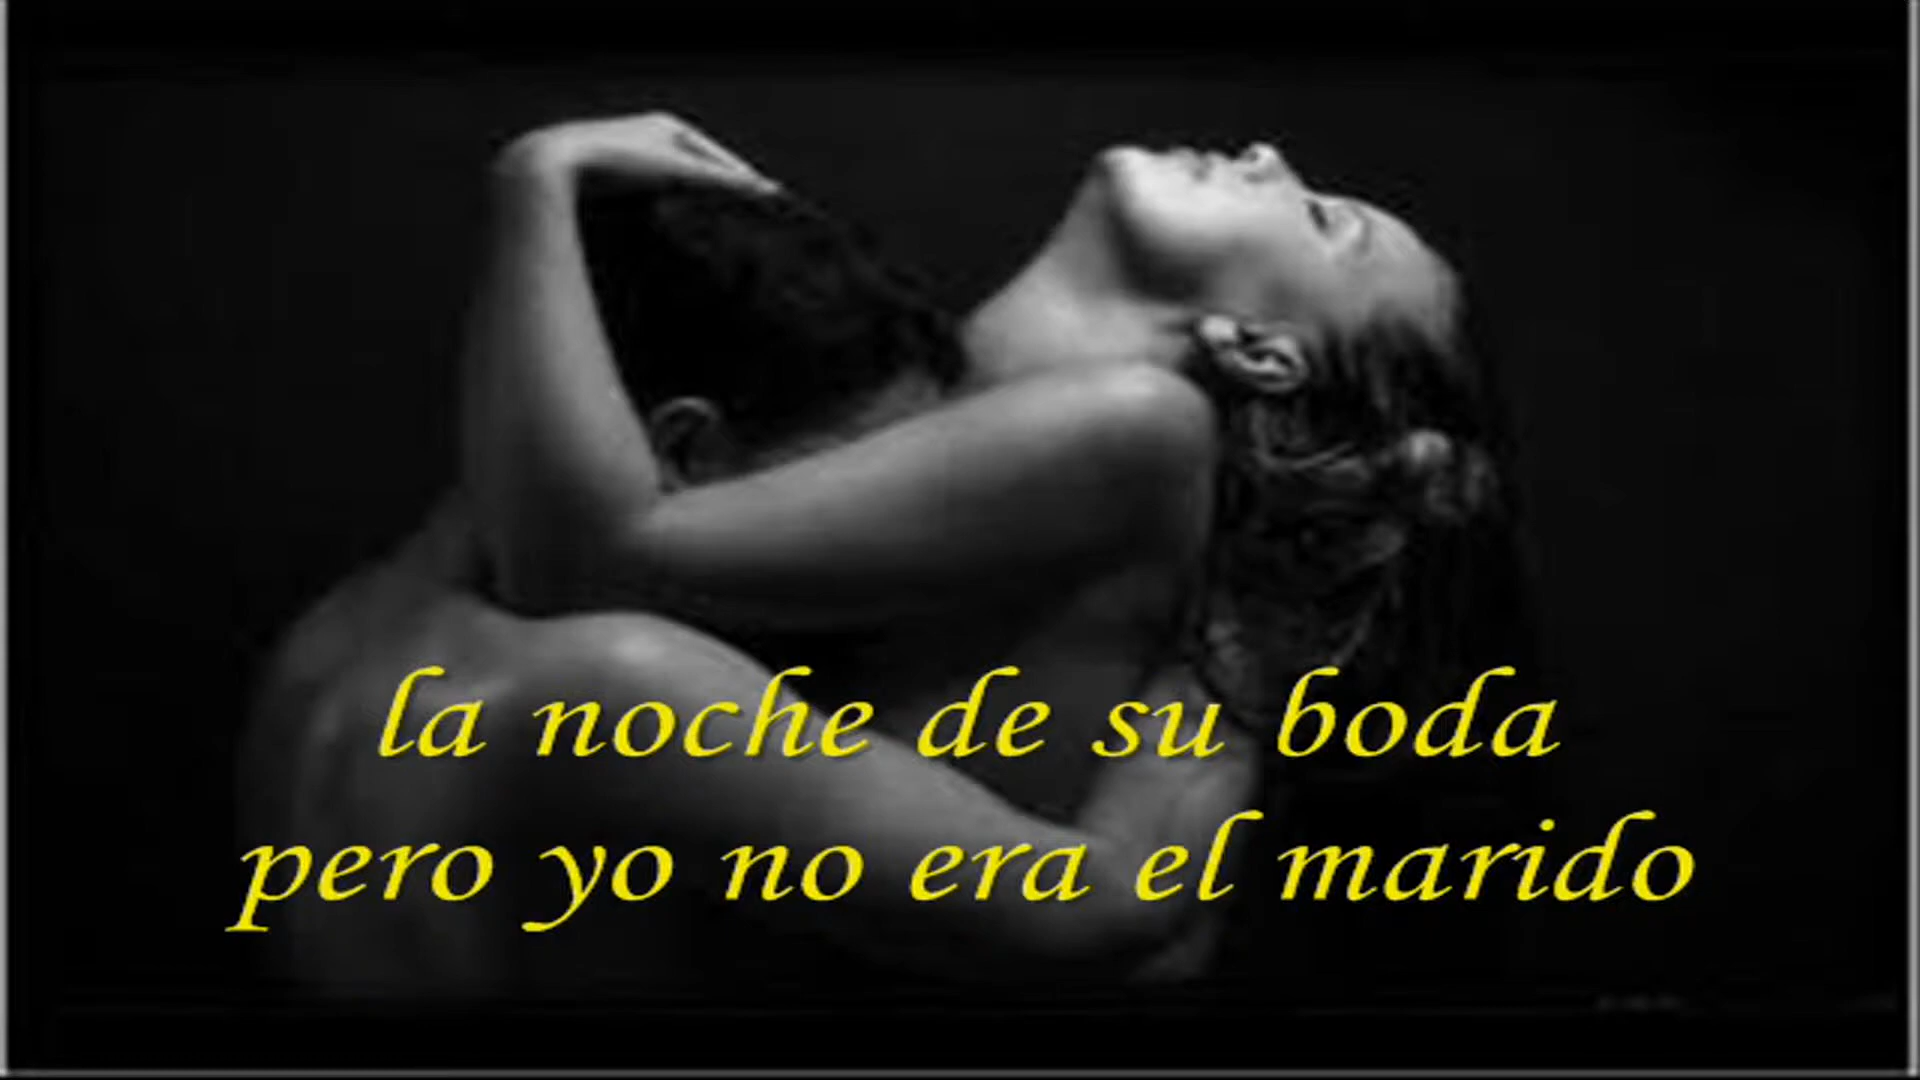 la noche de su boda
pero yo no era el marido